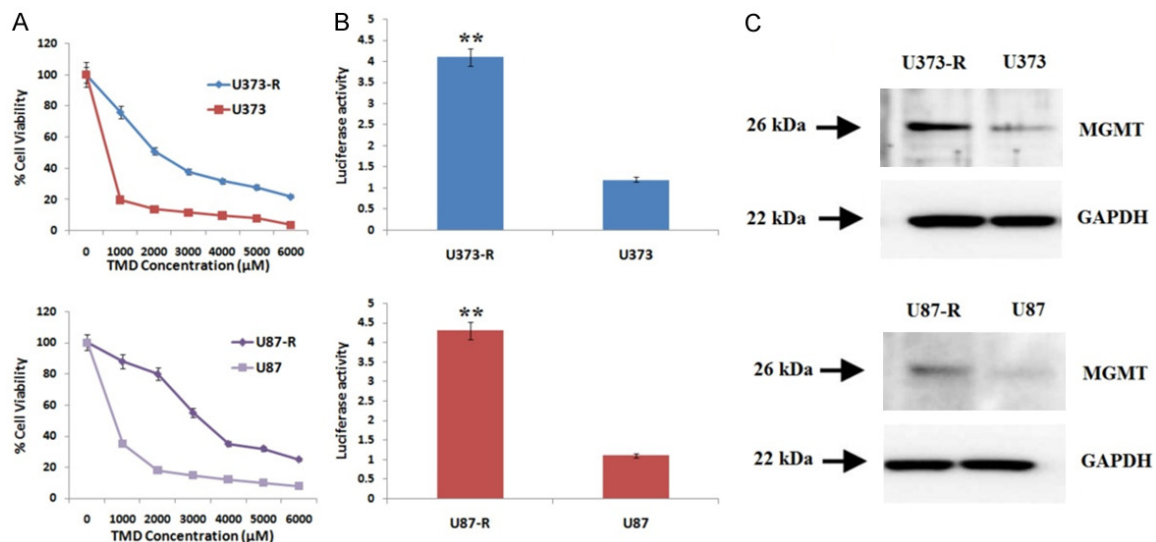 A
B
C
120
100
80
60
40
20
0
% Cell Viability
U373-R
U373
0 1000 2000 3000 4000 5000 6000
TMD Concentration (µM)
5
4.5
4
3.5
3
2.5
2
1.5
1
0.5
0
Luciferase activity
**
U373-R U373
U373-R U373
26 kDa MGMT
22 kDa GAPDH
120
100
80
60
40
20
0
% Cell Viability
U87-R
U87
0 1000 2000 3000 4000 5000 6000
TMD Concentration (µM)
5
4.5
4
3.5
3
2.5
2
1.5
1
0.5
0
Luciferase activity
**
U87-R U87
U87-R U87
26 kDa MGMT
22 kDa GAPDH